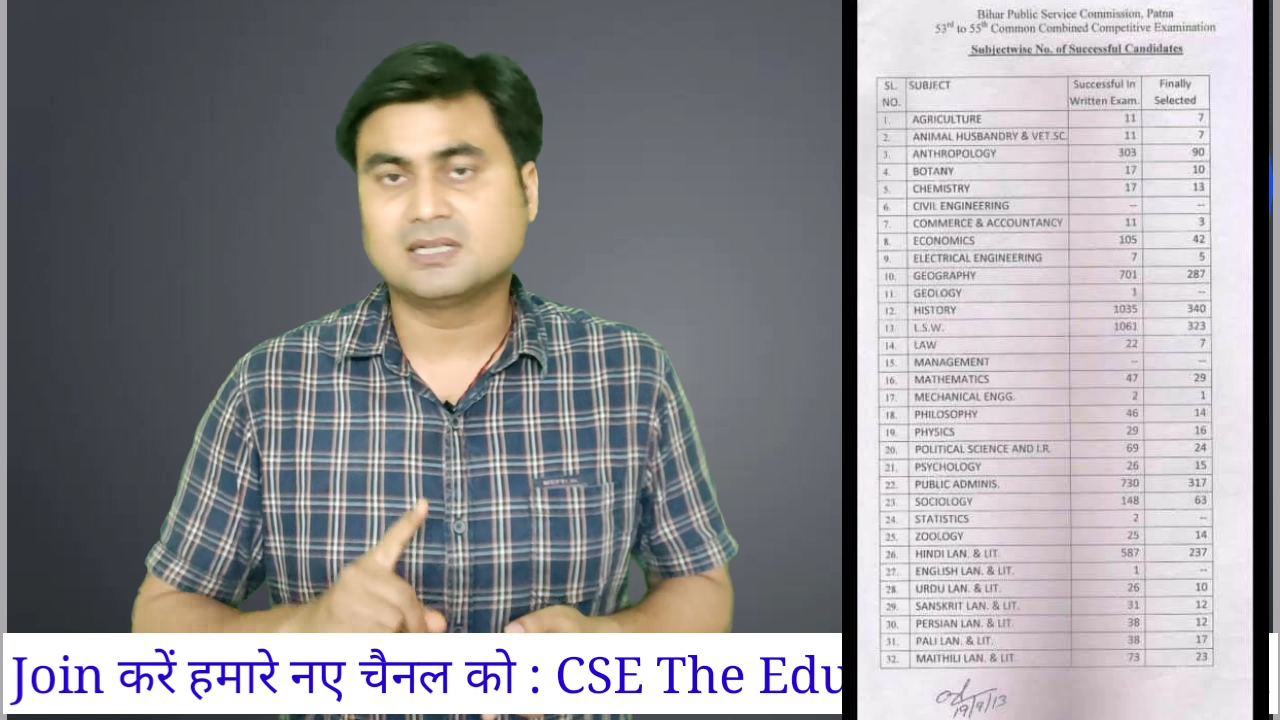 Bihar Public Service Commission, Patna
53rd to 55th Common Combined Competitive Examination
Subjectwise No. of Successful Candidates
SL. NO. SUBJECT Successful In Written Exam. Finally Selected
1. AGRICULTURE 11 7
2. ANIMAL HUSBANDRY & VET.SC. 11 7
3. ANTHROPOLOGY 303 90
4. BOTANY 17 10
5. CHEMISTRY 17 13
6. CIVIL ENGINEERING -- --
7. COMMERCE & ACCOUNTANCY 11 3
8. ECONOMICS 105 42
9. ELECTRICAL ENGINEERING 7 5
10. GEOGRAPHY 701 287
11. GEOLOGY 1 --
12. HISTORY 1035 340
13. L.S.W. 1061 323
14. LAW 22 7
15. MANAGEMENT -- --
16. MATHEMATICS 47 29
17. MECHANICAL ENGG. 2 1
18. PHILOSOPHY 46 14
19. PHYSICS 29 16
20. POLITICAL SCIENCE AND I.R. 69 24
21. PSYCHOLOGY 26 15
22. PUBLIC ADMINIS. 730 317
23. SOCIOLOGY 148 63
24. STATISTICS 2 --
25. ZOOLOGY 25 14
26. HINDI LAN. & LIT. 587 237
27. ENGLISH LAN. & LIT. 1 --
28. URDU LAN. & LIT. 26 10
29. SANSKRIT LAN. & LIT. 31 12
30. PERSIAN LAN. & LIT. 38 12
31. PALI LAN. & LIT. 38 17
32. MAITHILI LAN. & LIT. 73 23
19/9/13
Join करें हमारे नए चैनल को : CSE The Edu